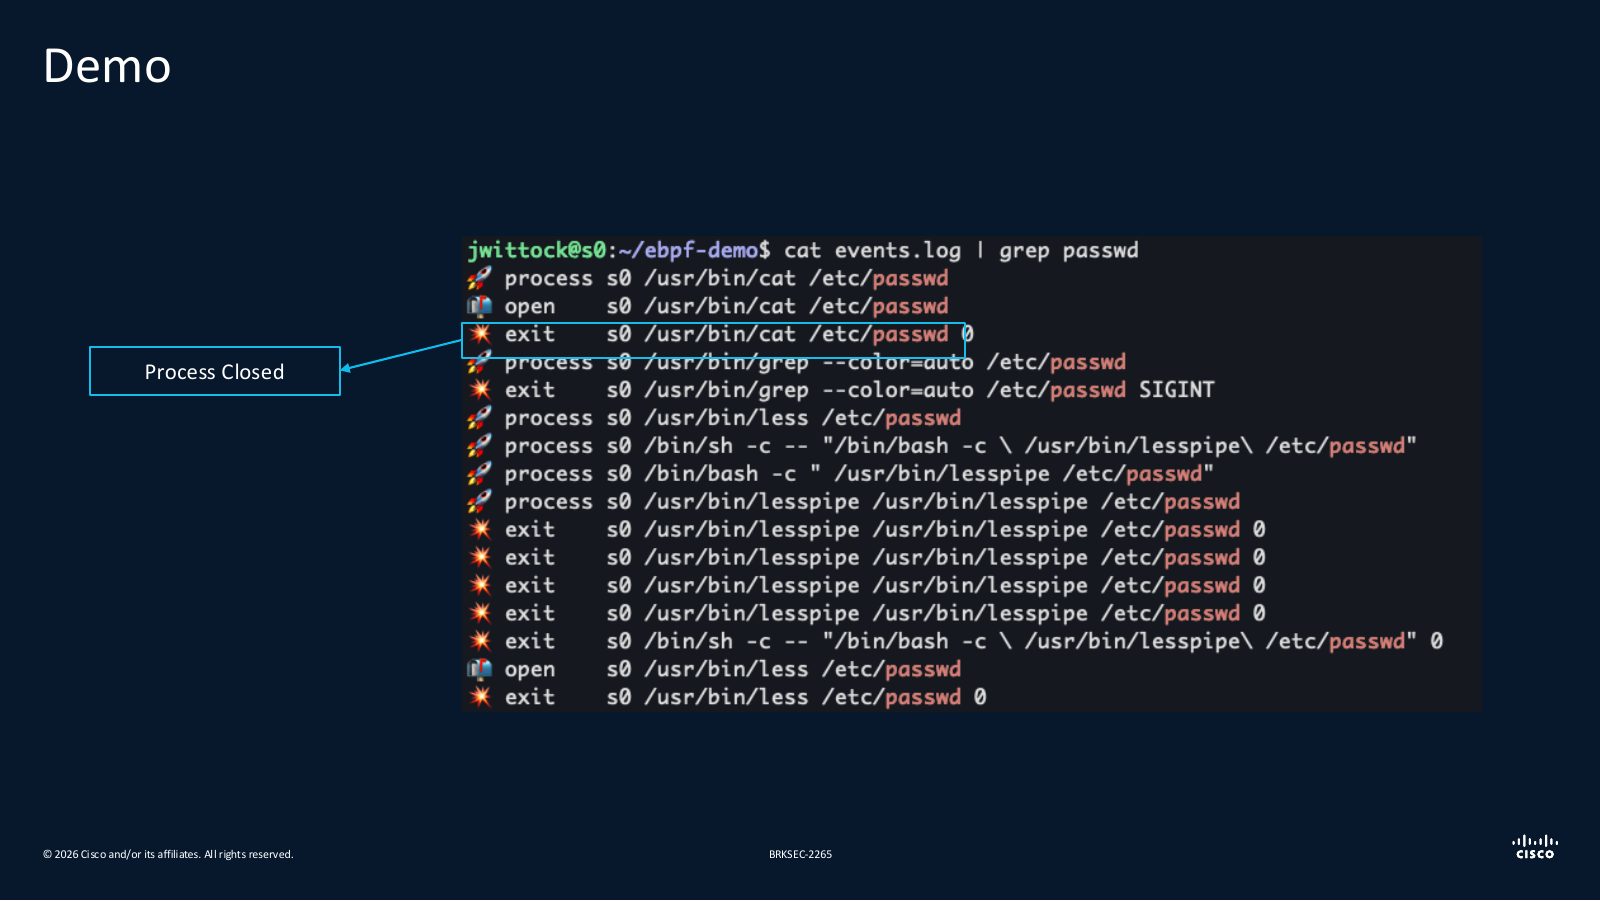 Demo
jwittock@s0:~/ebpf-demo$ cat events.log | grep passwd
🚀 process s0 /usr/bin/cat /etc/passwd
📬 open    s0 /usr/bin/cat /etc/passwd
💥 exit    s0 /usr/bin/cat /etc/passwd 0
🚀 process s0 /usr/bin/grep --color=auto /etc/passwd
💥 exit    s0 /usr/bin/grep --color=auto /etc/passwd SIGINT
🚀 process s0 /usr/bin/less /etc/passwd
🚀 process s0 /bin/sh -c -- "/bin/bash -c \ /usr/bin/lesspipe\ /etc/passwd"
🚀 process s0 /bin/bash -c " /usr/bin/lesspipe /etc/passwd"
🚀 process s0 /usr/bin/lesspipe /usr/bin/lesspipe /etc/passwd
💥 exit    s0 /usr/bin/lesspipe /usr/bin/lesspipe /etc/passwd 0
💥 exit    s0 /usr/bin/lesspipe /usr/bin/lesspipe /etc/passwd 0
💥 exit    s0 /usr/bin/lesspipe /usr/bin/lesspipe /etc/passwd 0
💥 exit    s0 /usr/bin/lesspipe /usr/bin/lesspipe /etc/passwd 0
💥 exit    s0 /bin/sh -c -- "/bin/bash -c \ /usr/bin/lesspipe\ /etc/passwd" 0
📬 open    s0 /usr/bin/less /etc/passwd
💥 exit    s0 /usr/bin/less /etc/passwd 0
Process Closed
© 2026 Cisco and/or its affiliates. All rights reserved.
BRKSEC-2265
CISCO